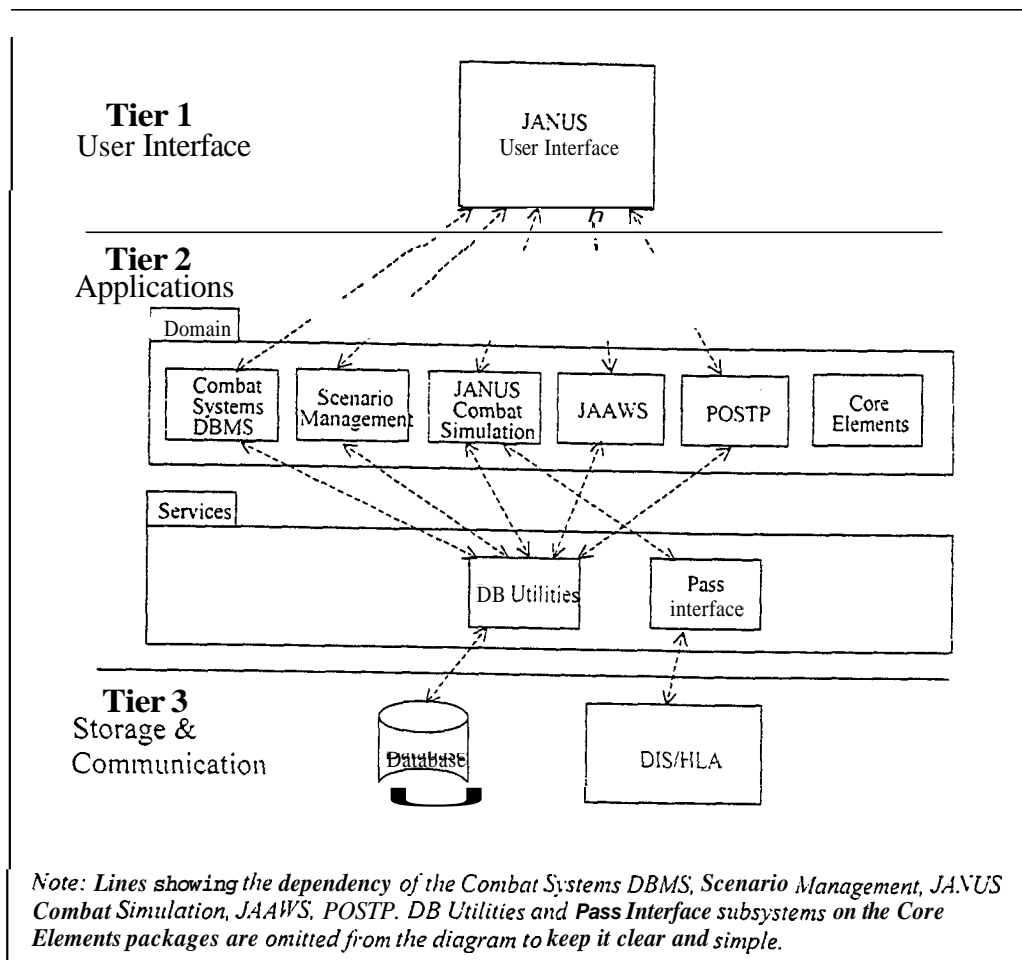 Tier 1
User Interface
JANUS
User Interface
Tier 2
Applications
Domain
Combat
Systems
DBMS
Scenario
Management
JANUS
Combat
Simulation
JAAWS
POSTP
Core
Elements
Services
DB Utilities
Pass
interface
Tier 3
Storage &
Communication
Database
DIS/HLA
Note: Lines showing the dependency of the Combat Systems DBMS, Scenario Management, JANUS
Combat Simulation, JAAWS, POSTP. DB Utilities and Pass Interface subsystems on the Core
Elements packages are omitted from the diagram to keep it clear and simple.